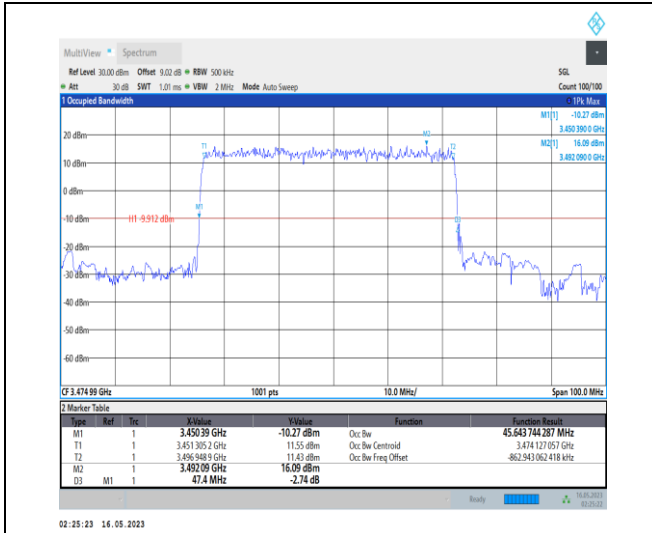 MultiView Spectrum
Ref Level 30.00 dBm Offset 9.02 dB RBW 500 kHz SGL
Att 30 dB SWT 1.01 ms VBW 2 MHz Mode Auto Sweep Count 100/100
1 Occupied Bandwidth 1Pk Max
M1[1] -10.27 dBm
3.450 390 0 GHz
M2[1] 16.09 dBm
3.492 090 0 GHz
20 dBm
M2
T1 T2
10 dBm
0 dBm
M1
-10 dBm H1 -9.912 dBm D3
-30 dBm
-40 dBm
-50 dBm
-60 dBm
CF 3.474 99 GHz 1001 pts 10.0 MHz/ Span 100.0 MHz
2 Marker Table
Type Ref Trc X-Value Y-Value Function Function Result
M1 1 3.450 39 GHz -10.27 dBm Occ Bw 45.643 744 287 MHz
T1 1 3.451 305 2 GHz 11.55 dBm Occ Bw Centroid 3.474 127 057 GHz
T2 1 3.496 948 9 GHz 11.43 dBm Occ Bw Freq Offset -862.943 062 418 kHz
M2 1 3.492 09 GHz 16.09 dBm
D3 M1 1 47.4 MHz -2.74 dB
Ready 16.05.2023
02:25:22
02:25:23 16.05.2023